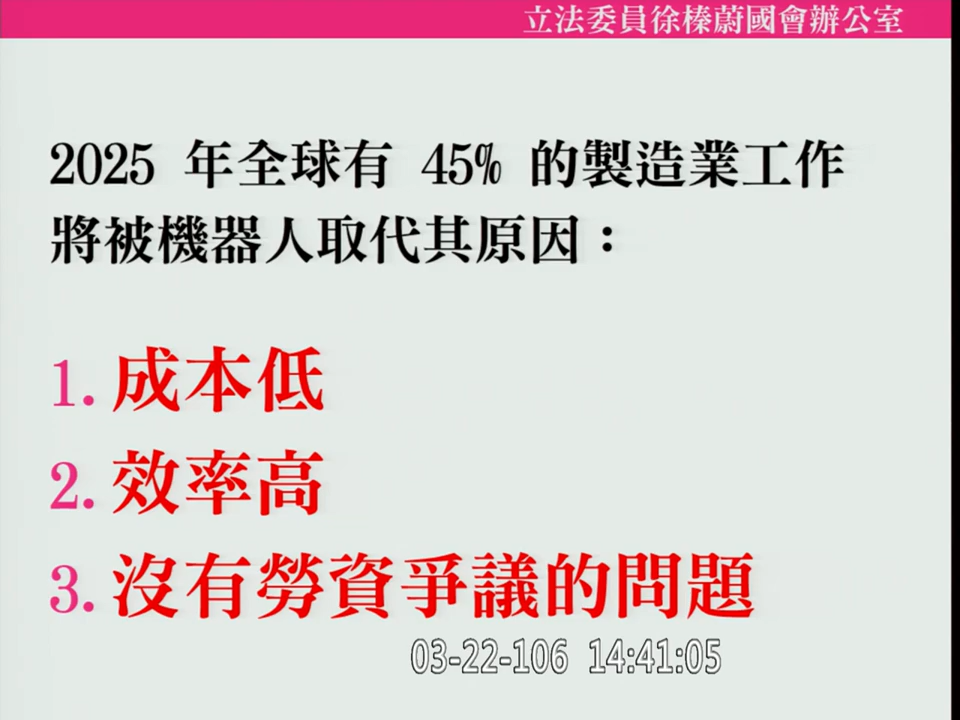 立法委員徐榛蔚國會辦公室
2025 年全球有 45% 的製造業工作
將被機器人取代其原因：
1. 成本低
2. 效率高
3. 沒有勞資爭議的問題
03-22-106 14:41:05